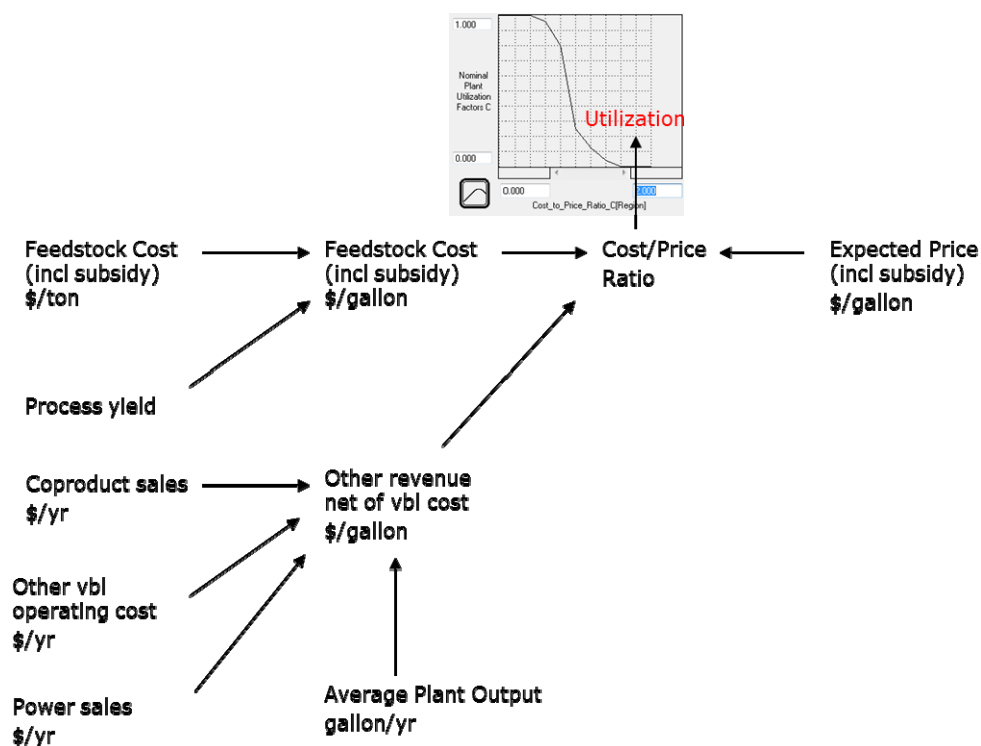 1.000
Nominal
Plant
Utilization
Factors C
Utilization
0.000
0.000
2.000
Cost_to_Price_Ratio_C[Region]
Feedstock Cost
(incl subsidy)
$/ton
Feedstock Cost
(incl subsidy)
$/gallon
Cost/Price
Ratio
Expected Price
(incl subsidy)
$/gallon
Process yield
Coproduct sales
$/yr
Other revenue
net of vbl cost
$/gallon
Other vbl
operating cost
$/yr
Power sales
$/yr
Average Plant Output
gallon/yr